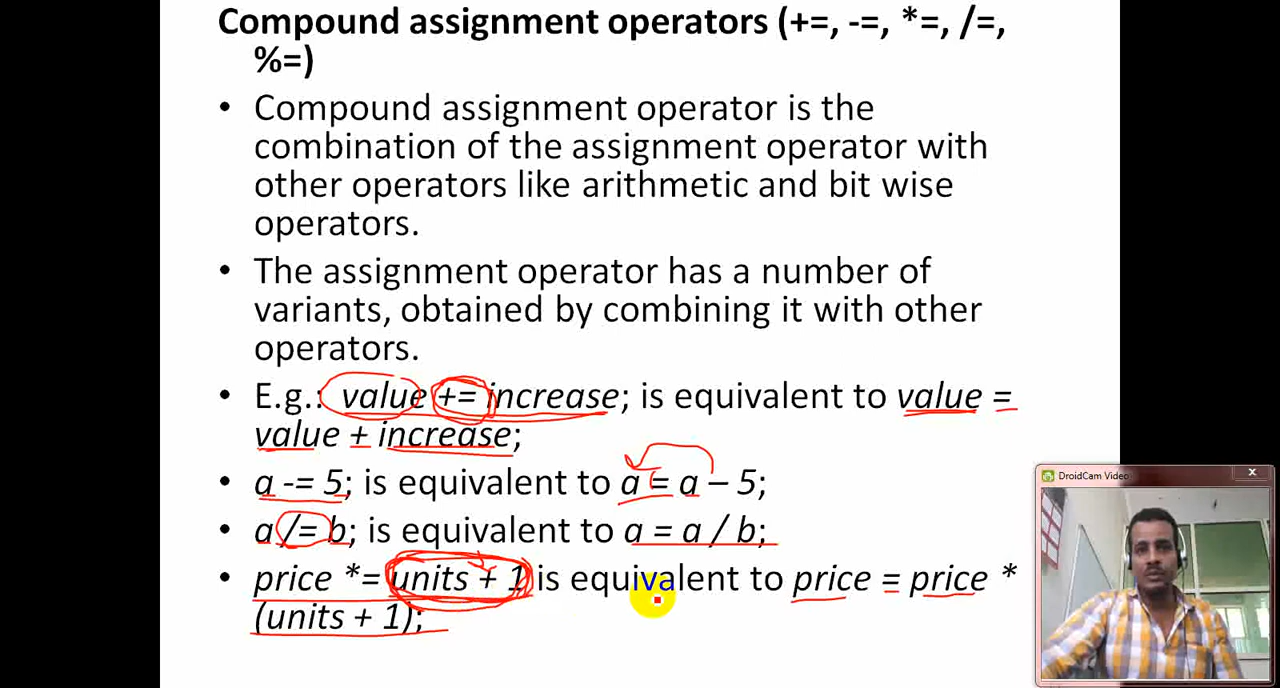 Compound assignment operators (+=, -=, *=, /=,
%=)
• Compound assignment operator is the
combination of the assignment operator with
other operators like arithmetic and bit wise
operators.
• The assignment operator has a number of
variants, obtained by combining it with other
operators.
• E.g.: value += increase; is equivalent to value =
value + increase;
• a -= 5; is equivalent to a = a – 5;
• a /= b; is equivalent to a = a / b;
• price *= units + 1 is equivalent to price = price *
(units + 1);
DroidCam Video